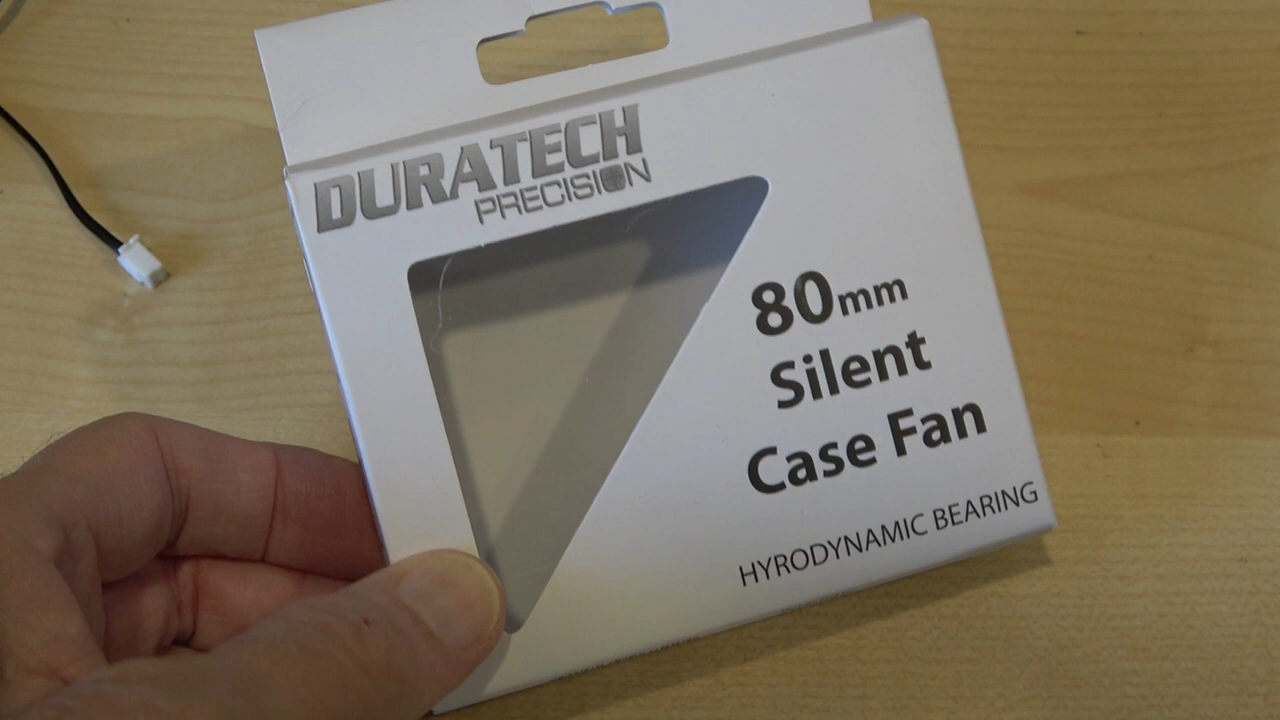 DURATECH
PRECISION
80mm
Silent
Case Fan
HYRODYNAMIC BEARING